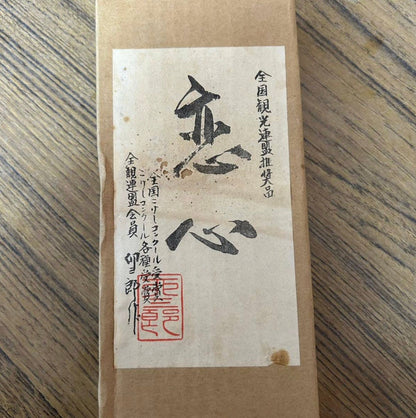 全国観光連盟推奨品
恋心
全国こけしコンクール受賞
こけしコンクール各種受賞
全観連盟会員 卯三郎作